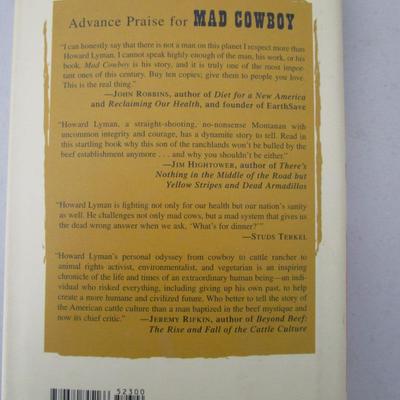 Advance Praise for MAD COWBOY
"I can honestly say that there is not a man on this planet I respect more than
Howard Lyman. I cannot speak highly enough of the man, his work, or his
book. Mad Cowboy is his story, and it is truly one of the most impor-
tant ones of this century. Buy ten copies; give them to people you love.
This is the real thing."
—JOHN ROBBINS, author of Diet for a New America
and Reclaiming Our Health, and founder of EarthSave
"Howard Lyman, a straight-shooting, no-nonsense Montanan with
uncommon integrity and courage, has a dynamite story to tell. Read in
this startling book why this son of the ranchlands won't be bulled by the
beef establishment anymore . . . and why you shouldn't be either."
—JIM HIGHTOWER, author of There's
Nothing in the Middle of the Road but
Yellow Stripes and Dead Armadillos
"Howard Lyman is fighting not only for our health but our nation's sanity
as well. He challenges not only mad cows, but a mad system that gives us
the dead wrong answer when we ask, 'What's for dinner?'"
—STUDS TERKEL
"Howard Lyman's personal odyssey from cowboy to cattle rancher to
animal rights activist, environmentalist, and vegetarian is an inspiring
chronicle of the life and times of an extraordinary human being—an indi-
vidual who risked everything, including giving up his own past, to help
create a more humane and civilized future. Who better to tell the story of
the American cattle culture than a man baptized in the beef mystique and
now its chief critic."
—JEREMY RIFKIN, author of Beyond Beef:
The Rise and Fall of the Cattle Culture
52300